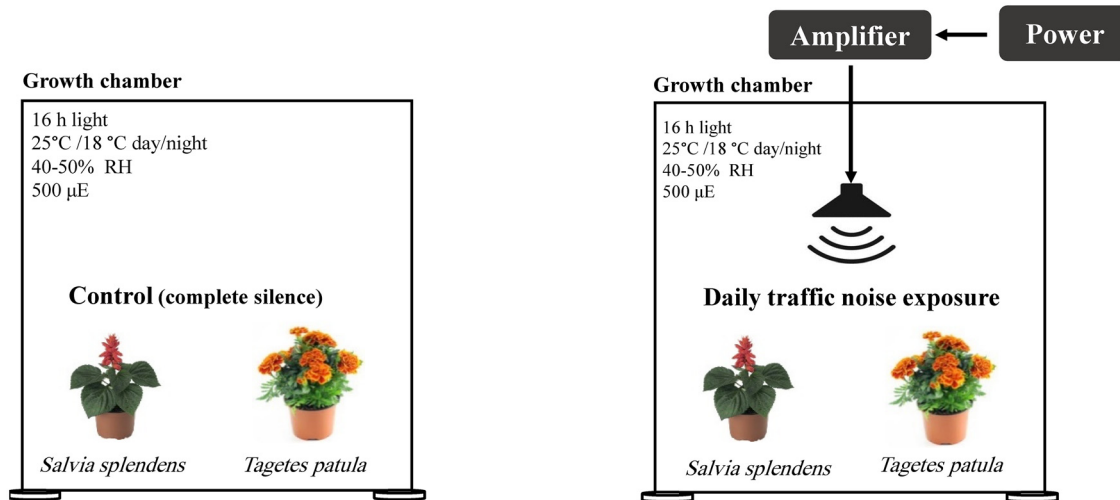 Growth chamber
16 h light
25°C /18 °C day/night
40-50%  RH
500 μE
Control (complete silence)
Salvia splendens
Tagetes patula
Amplifier
Power
Growth chamber
16 h light
25°C /18 °C day/night
40-50%  RH
500 μE
Daily traffic noise exposure
Salvia splendens
Tagetes patula